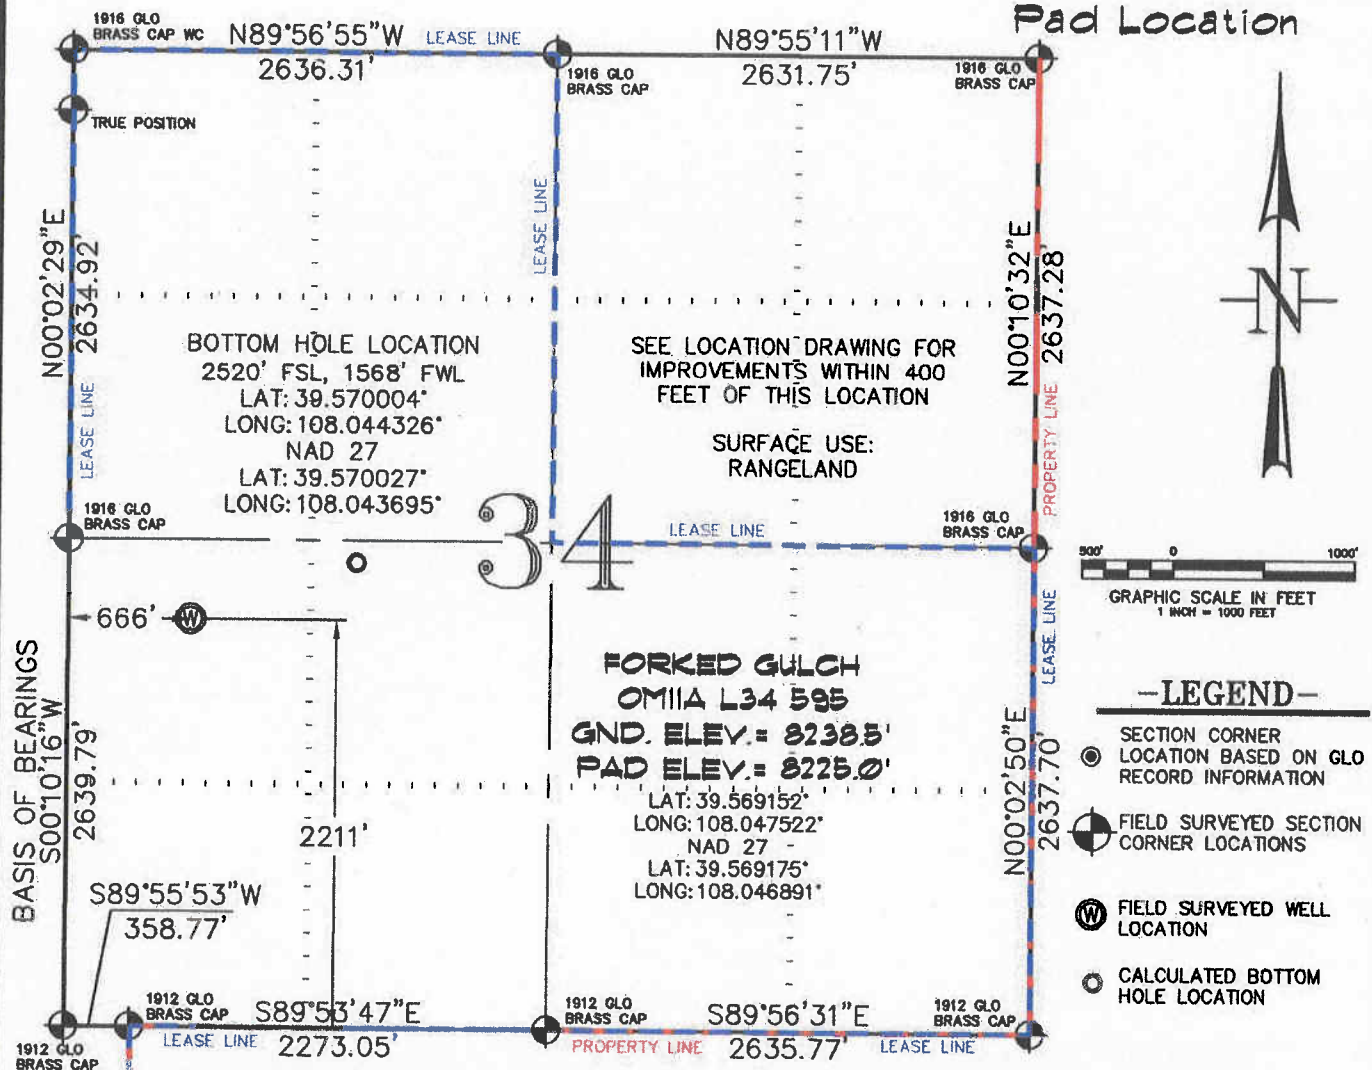 Pad Location
1916 GLO
BRASS CAP WC
N89°56'55"W
LEASE LINE
2636.31'
N89°55'11"W
2631.75'
1916 GLO
BRASS CAP
1916 GLO
BRASS CAP
TRUE POSITION
LEASE LINE
N00°02'29"E
2634.92'
LEASE LINE
N00°10'32"E
2637.28'
PROPERTY LINE
N
BOTTOM HOLE LOCATION
2520' FSL, 1568' FWL
LAT: 39.570004°
LONG: 108.044326°
NAD 27
LAT: 39.570027°
LONG: 108.043695°
SEE LOCATION DRAWING FOR
IMPROVEMENTS WITHIN 400
FEET OF THIS LOCATION
SURFACE USE:
RANGELAND
1916 GLO
BRASS CAP
34
LEASE LINE
1916 GLO
BRASS CAP
500' 0 1000'
GRAPHIC SCALE IN FEET
1 INCH = 1000 FEET
666'
W
BASIS OF BEARINGS
S00°10'16"W
2639.79'
FORKED GULCH
OM11A L34 595
GND. ELEV.= 8238.5'
PAD ELEV.= 8225.0'
LAT: 39.569152°
LONG: 108.047522°
NAD 27
LAT: 39.569175°
LONG: 108.046891°
LEASE LINE
N00°02'50"E
2637.70'
2211'
S89°55'53"W
358.77'
1912 GLO
BRASS CAP
S89°53'47"E
LEASE LINE
2273.05'
1912 GLO
BRASS CAP
1912 GLO
BRASS CAP
S89°56'31"E
PROPERTY LINE
2635.77'
LEASE LINE
1912 GLO
BRASS CAP
-LEGEND-
SECTION CORNER
LOCATION BASED ON GLO
RECORD INFORMATION
FIELD SURVEYED SECTION
CORNER LOCATIONS
W
FIELD SURVEYED WELL
LOCATION
CALCULATED BOTTOM
HOLE LOCATION